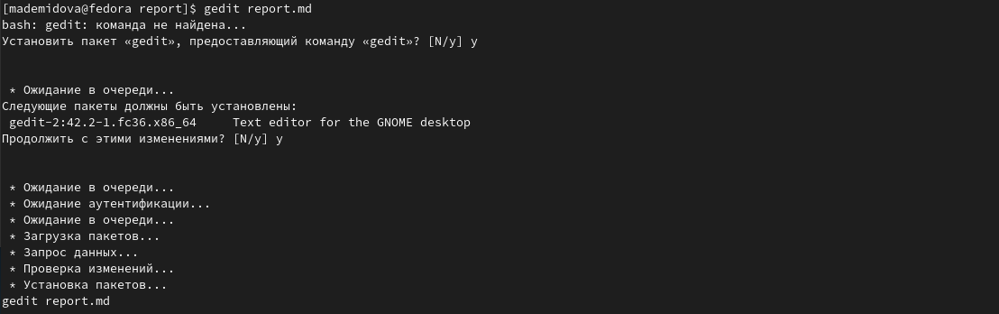 [mademidova@fedora report]$ gedit report.md
bash: gedit: команда не найдена...
Установить пакет «gedit», предоставляющий команду «gedit»? [N/y] y
* Ожидание в очереди...
Следующие пакеты должны быть установлены:
gedit-2:42.2-1.fc36.x86_64     Text editor for the GNOME desktop
Продолжить с этими изменениями? [N/y] y
* Ожидание в очереди...
* Ожидание аутентификации...
* Ожидание в очереди...
* Загрузка пакетов...
* Запрос данных...
* Проверка изменений...
* Установка пакетов...
gedit report.md